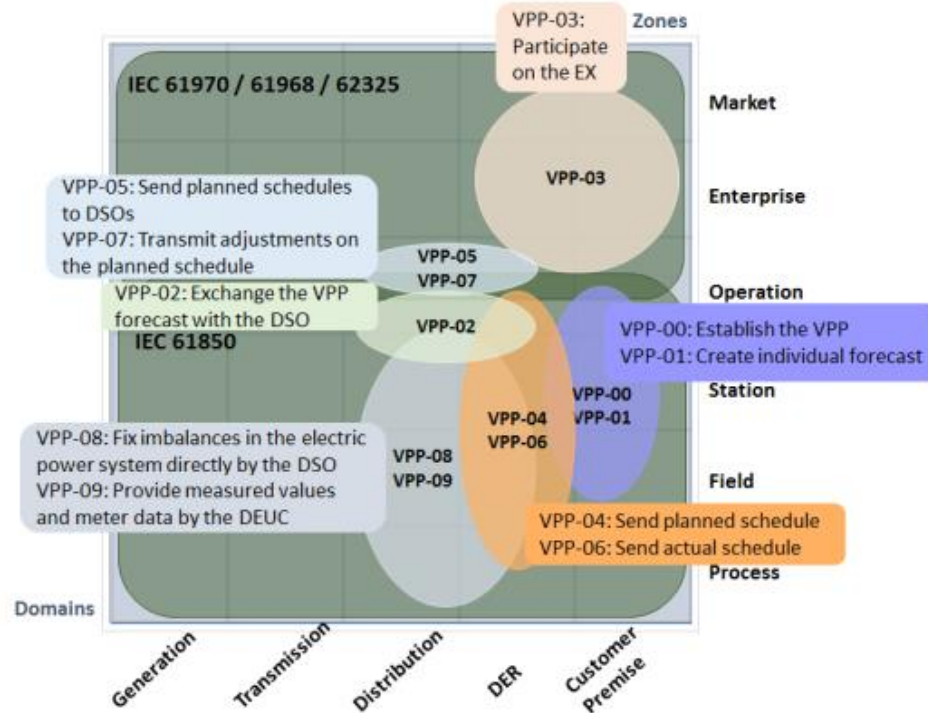 VPP-03:
Participate
on the EX
Zones
IEC 61970 / 61968 / 62325
Market
VPP-03
VPP-05: Send planned schedules
to DSOs
VPP-07: Transmit adjustments on
the planned schedule
Enterprise
VPP-05
VPP-07
Operation
VPP-02: Exchange the VPP
forecast with the DSO
VPP-02
IEC 61850
VPP-00: Establish the VPP
VPP-01: Create individual forecast
Station
VPP-00
VPP-01
VPP-04
VPP-06
VPP-08: Fix imbalances in the electric
power system directly by the DSO
VPP-09: Provide measured values
and meter data by the DEUC
VPP-08
VPP-09
Field
VPP-04: Send planned schedule
VPP-06: Send actual schedule
Process
Domains
Generation
Transmission
Distribution
DER
Customer
Premise